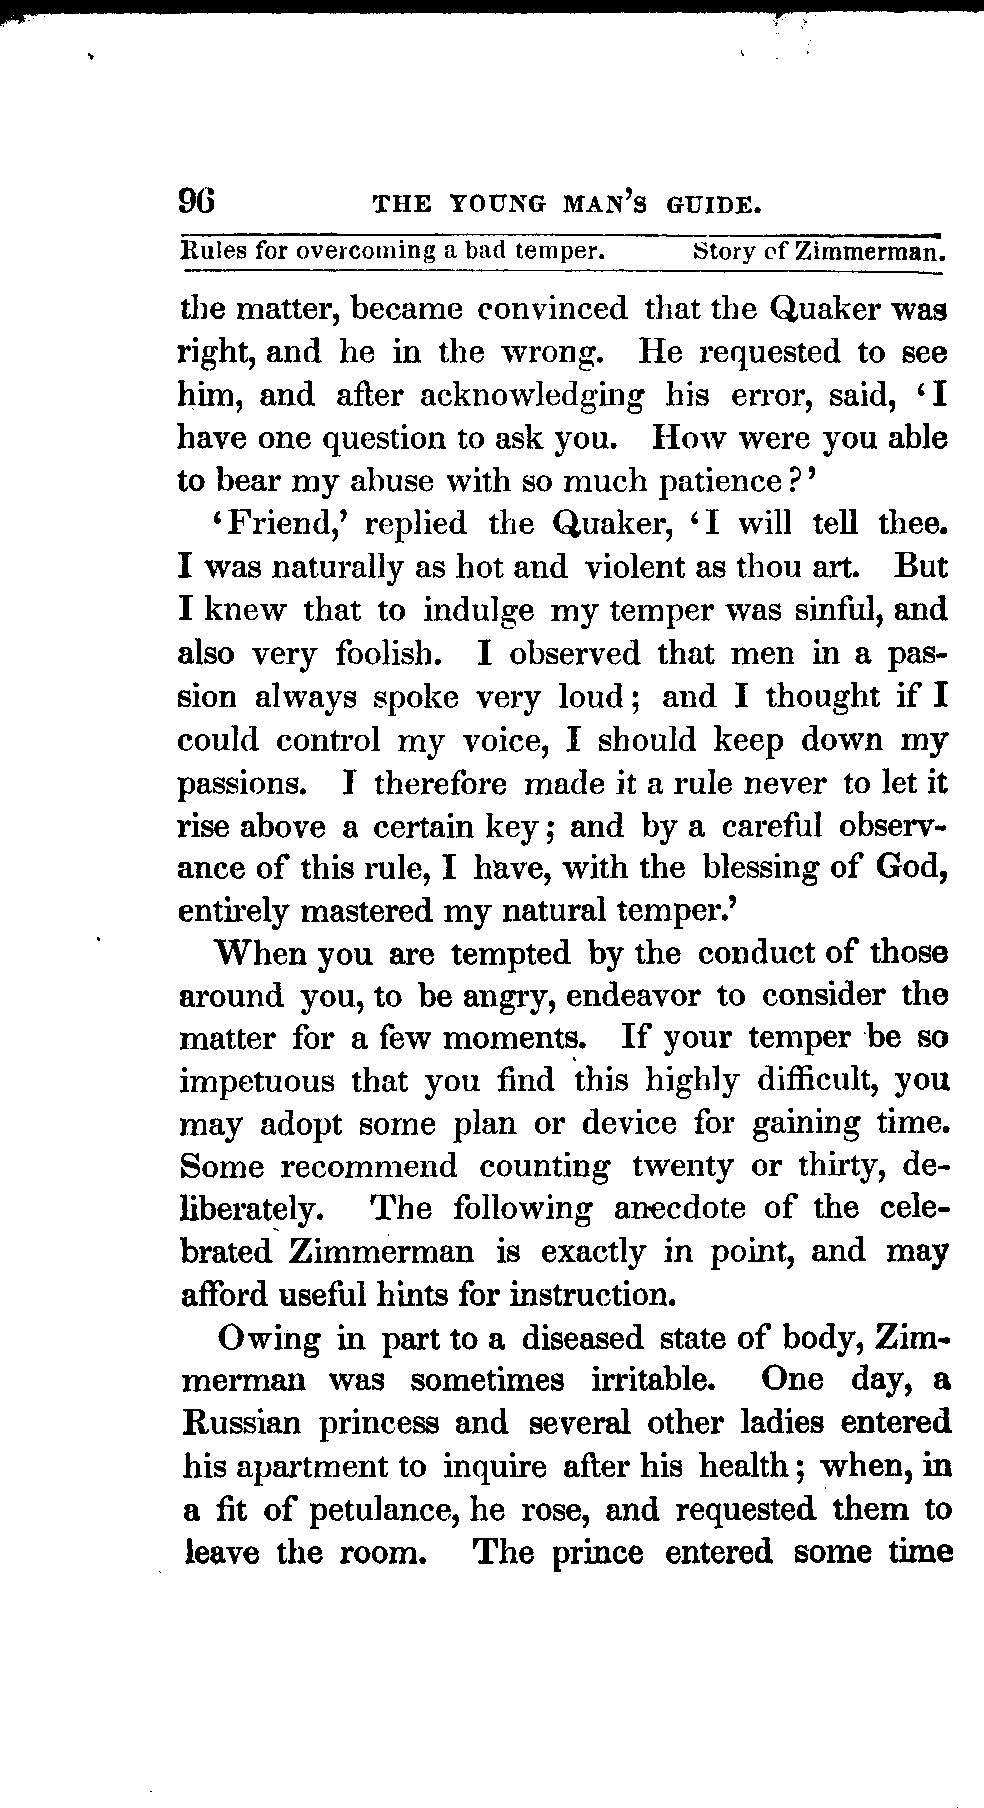 96 THE YOUNG MAN'S GUIDE.
Rules for overcoming a bad temper. Story of Zimmerman.
the matter, became convinced that the Quaker was
right, and he in the wrong. He requested to see
him, and after acknowledging his error, said, 'I
have one question to ask you. How were you able
to bear my abuse with so much patience?'
'Friend,' replied the Quaker, 'I will tell thee.
I was naturally as hot and violent as thou art. But
I knew that to indulge my temper was sinful, and
also very foolish. I observed that men in a pas-
sion always spoke very loud; and I thought if I
could control my voice, I should keep down my
passions. I therefore made it a rule never to let it
rise above a certain key; and by a careful observ-
ance of this rule, I have, with the blessing of God,
entirely mastered my natural temper.'
When you are tempted by the conduct of those
around you, to be angry, endeavor to consider the
matter for a few moments. If your temper be so
impetuous that you find this highly difficult, you
may adopt some plan or device for gaining time.
Some recommend counting twenty or thirty, de-
liberately. The following anecdote of the cele-
brated Zimmerman is exactly in point, and may
afford useful hints for instruction.
Owing in part to a diseased state of body, Zim-
merman was sometimes irritable. One day, a
Russian princess and several other ladies entered
his apartment to inquire after his health; when, in
a fit of petulance, he rose, and requested them to
leave the room. The prince entered some time